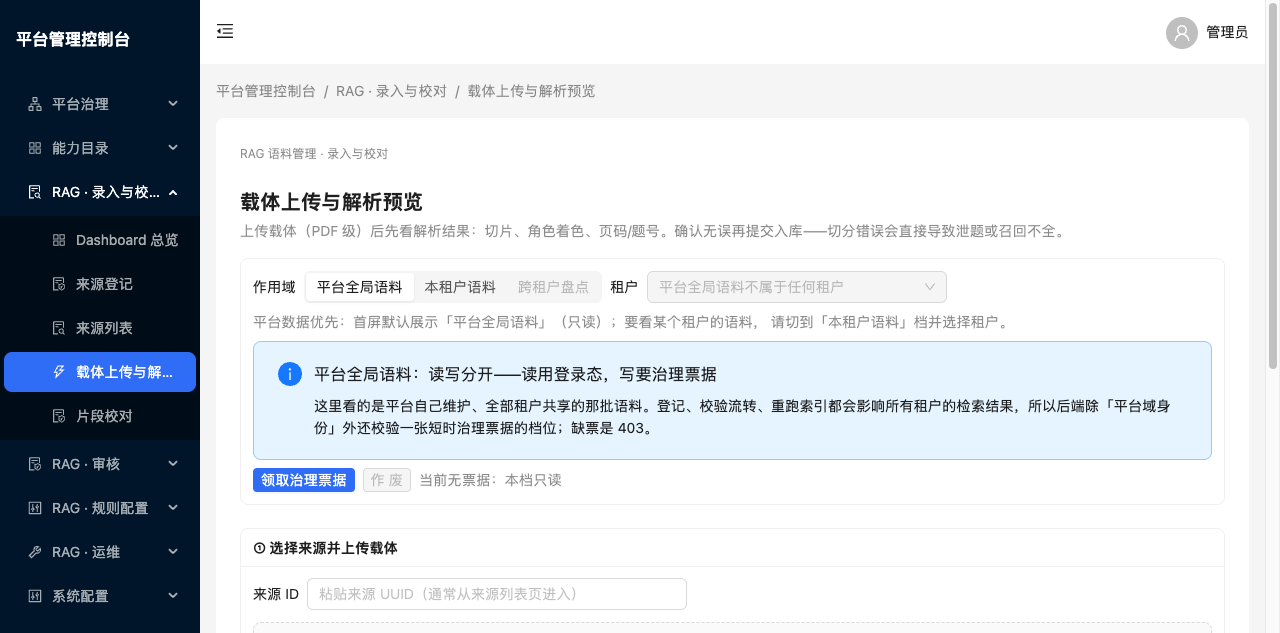 平台管理控制台
平台治理
能力目录
RAG · 录入与校...
Dashboard 总览
来源登记
来源列表
载体上传与解...
片段校对
RAG · 审核
RAG · 规则配置
RAG · 运维
系统配置
管理员
平台管理控制台 / RAG · 录入与校对 / 载体上传与解析预览
RAG 语料管理 · 录入与校对
载体上传与解析预览
上传载体（PDF 级）后先看解析结果：切片、角色着色、页码/题号。确认无误再提交入库——切分错误会直接导致泄题或召回不全。
作用域 平台全局语料 本租户语料 跨租户盘点 租户 平台全局语料不属于任何租户
平台数据优先：首屏默认展示「平台全局语料」（只读）；要看某个租户的语料， 请切到「本租户语料」档并选择租户。
平台全局语料：读写分开——读用登录态，写要治理票据
这里看的是平台自己维护、全部租户共享的那批语料。登记、校验流转、重跑索引都会影响所有租户的检索结果，所以后端除「平台域身
份」外还校验一张短时治理票据的档位；缺票是 403。
领取治理票据 作 废 当前无票据：本档只读
① 选择来源并上传载体
来源 ID 粘贴来源 UUID（通常从来源列表页进入）